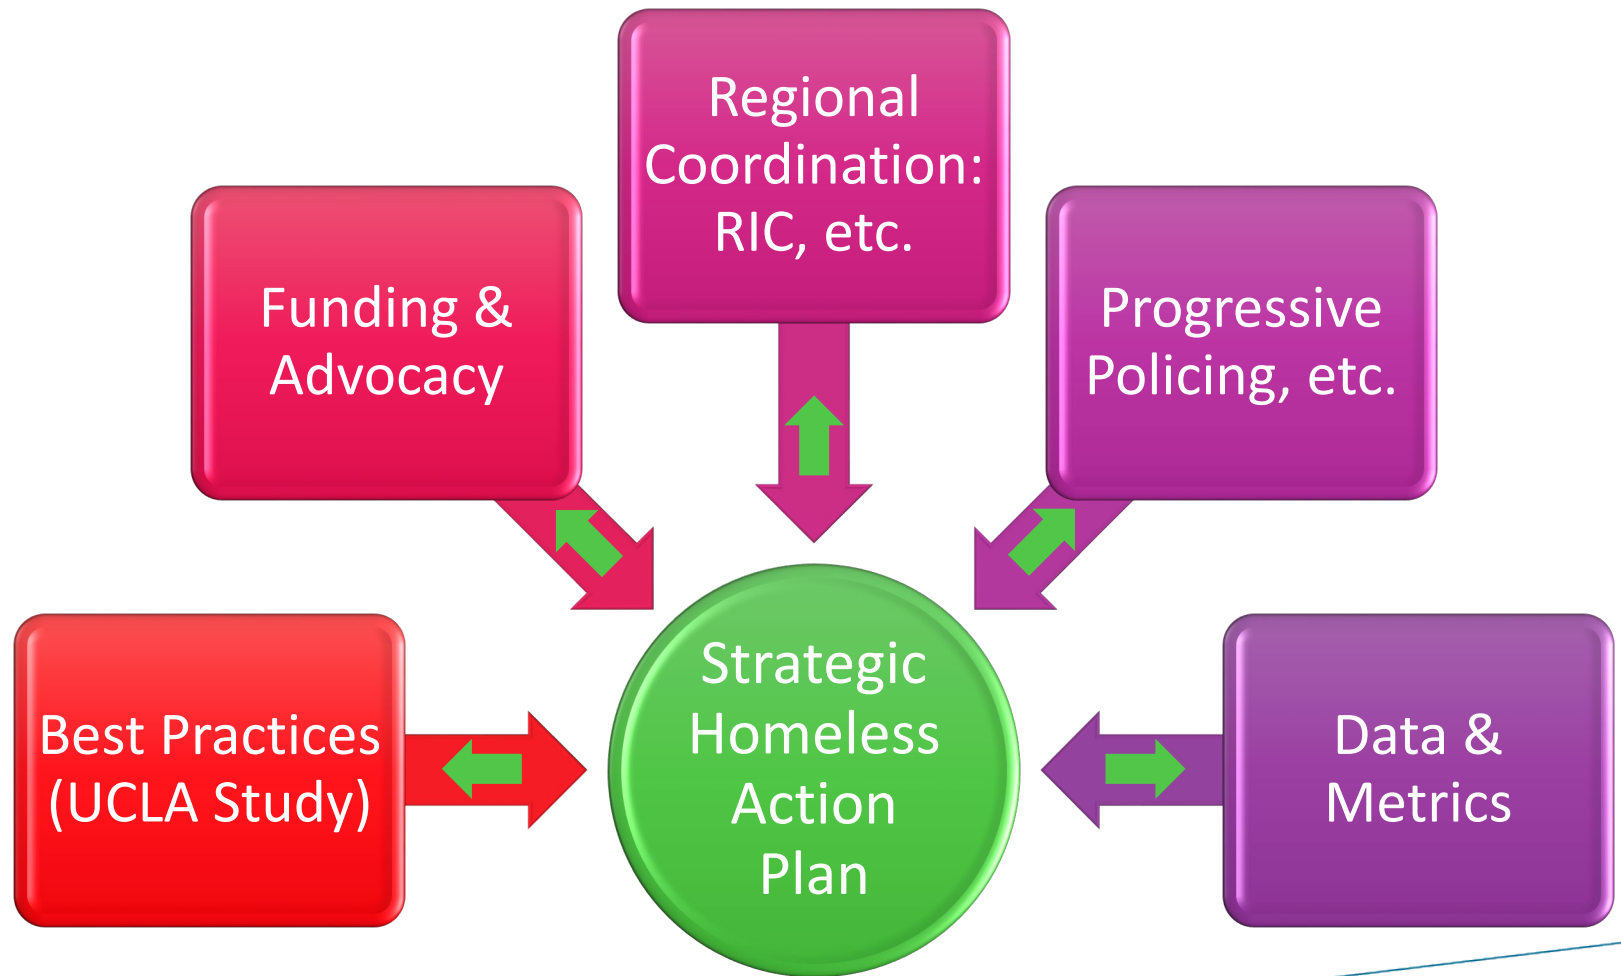 Regional
Coordination:
RIC, etc.
Funding &
Advocacy
Progressive
Policing, etc.
Best Practices
(UCLA Study)
Strategic
Homeless
Action
Plan
Data &
Metrics